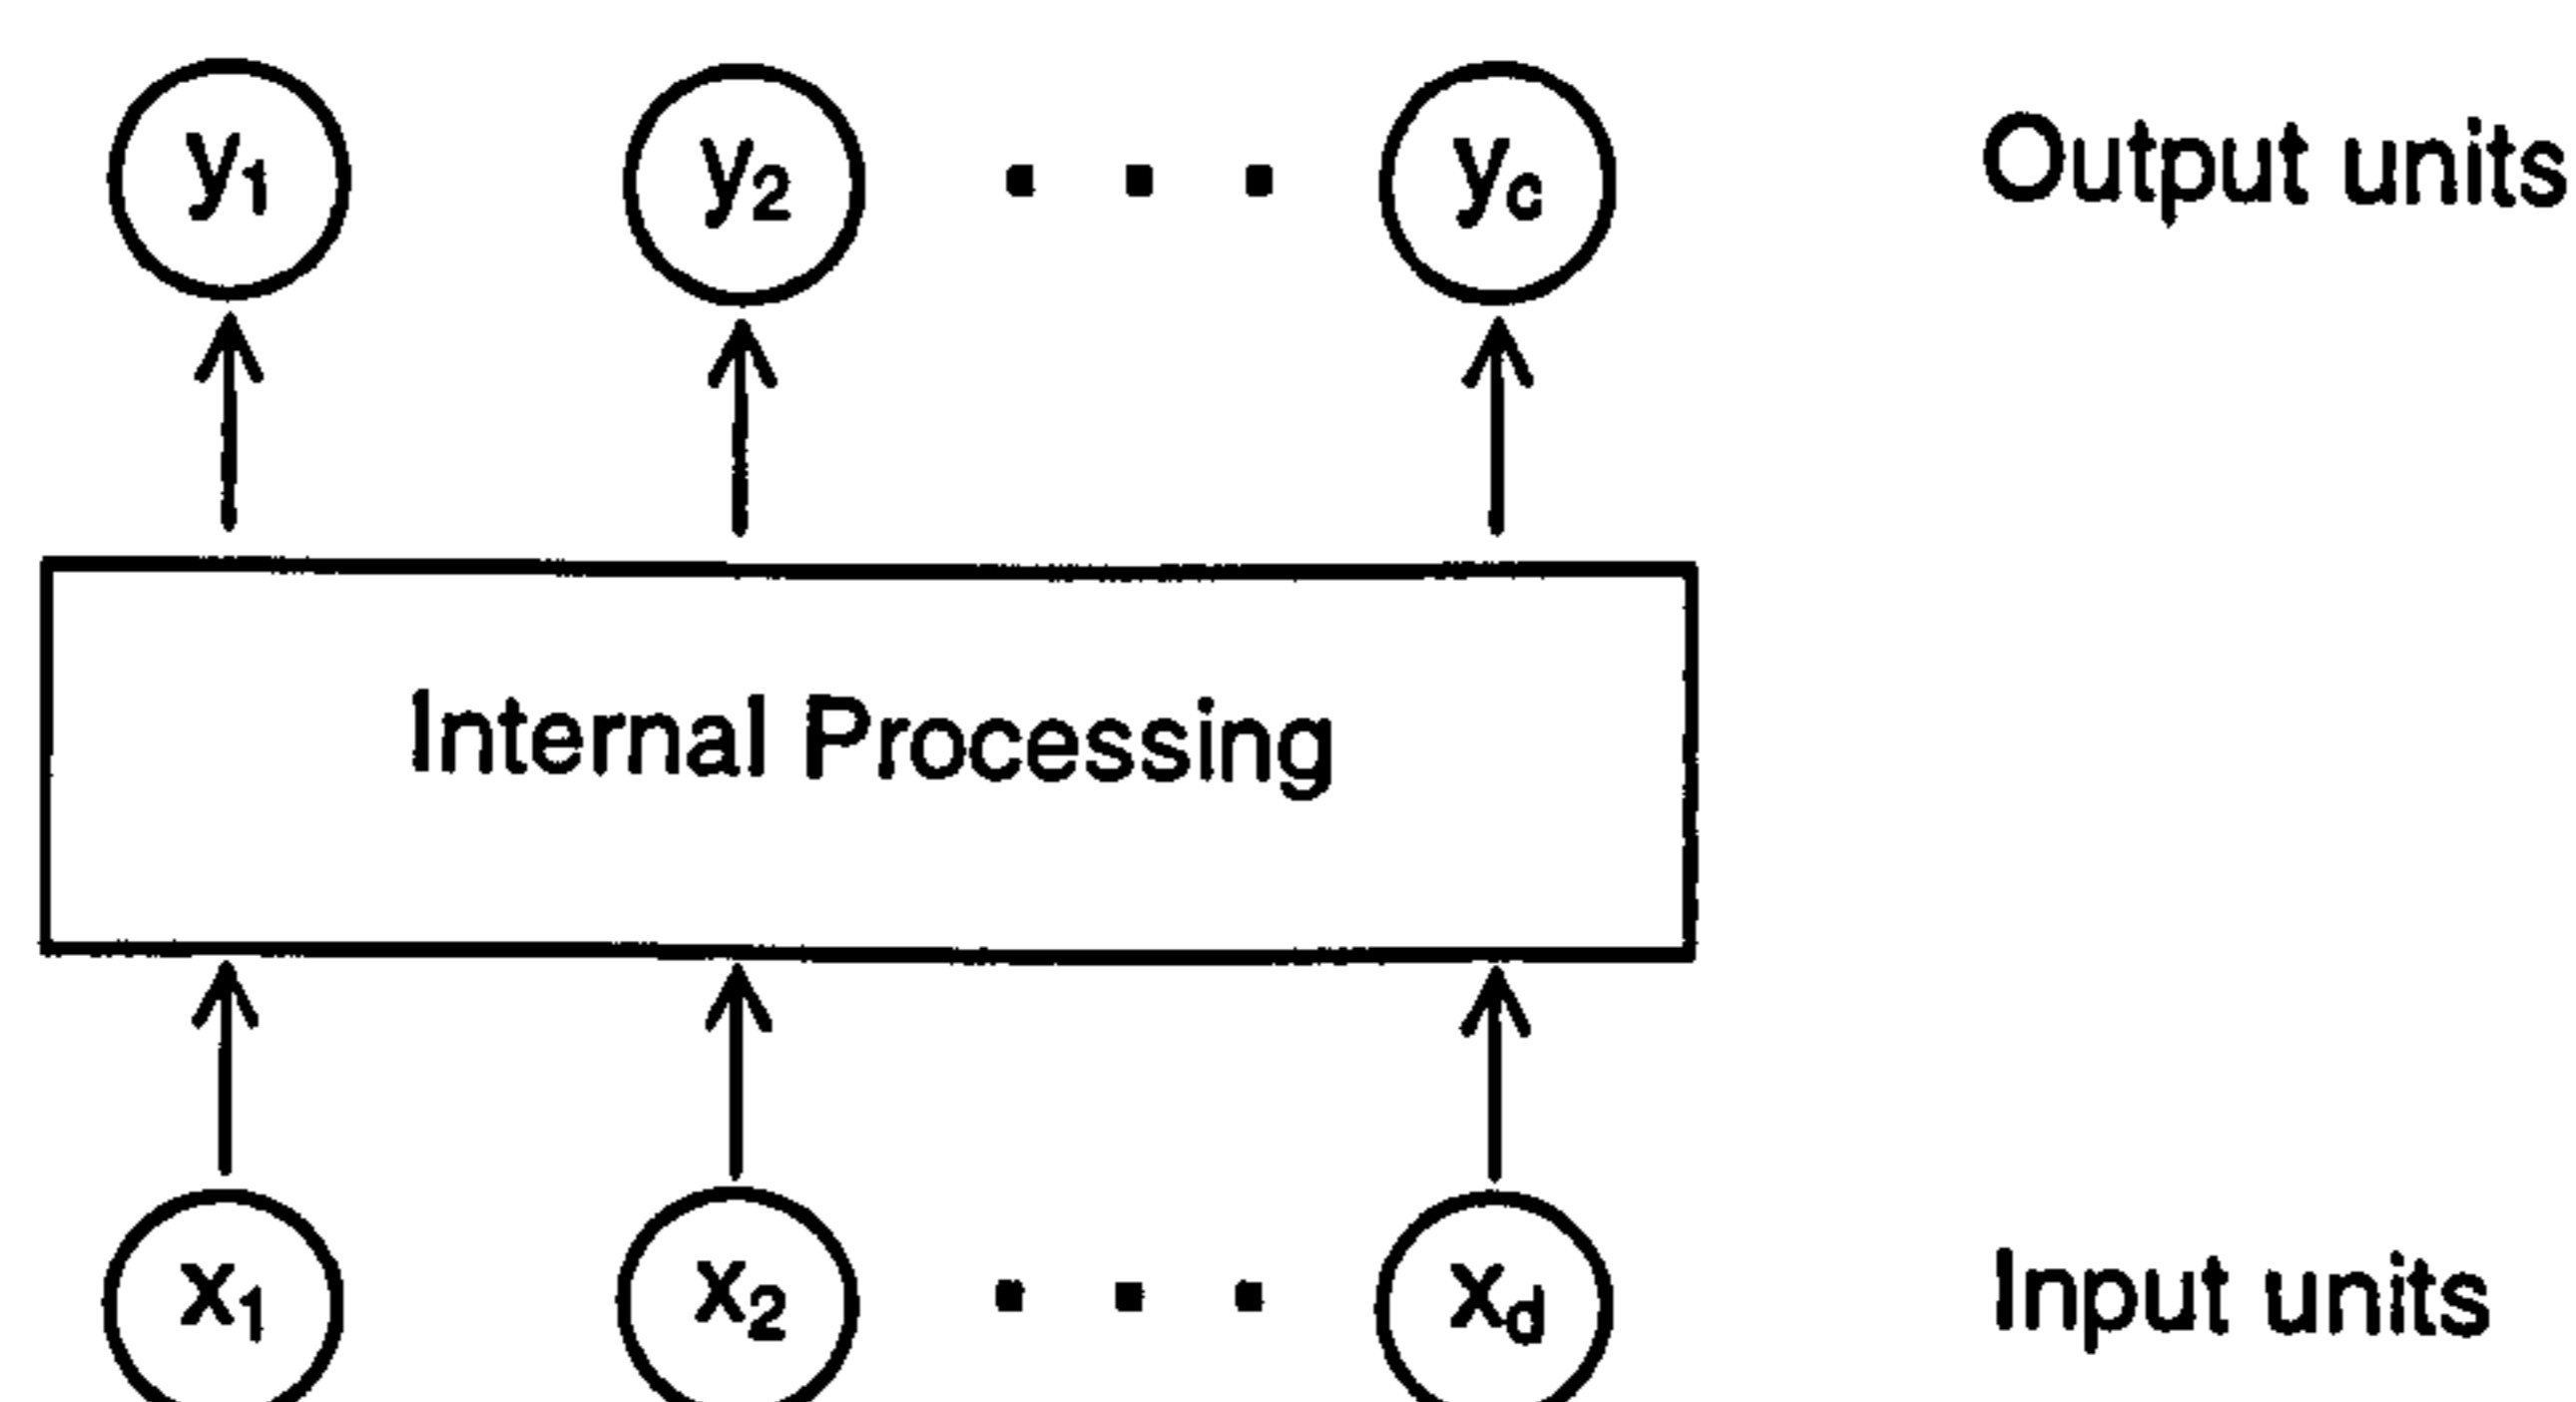 y1 y2 . . . yc Output units
Internal Processing
x1 x2 . . . xd Input units